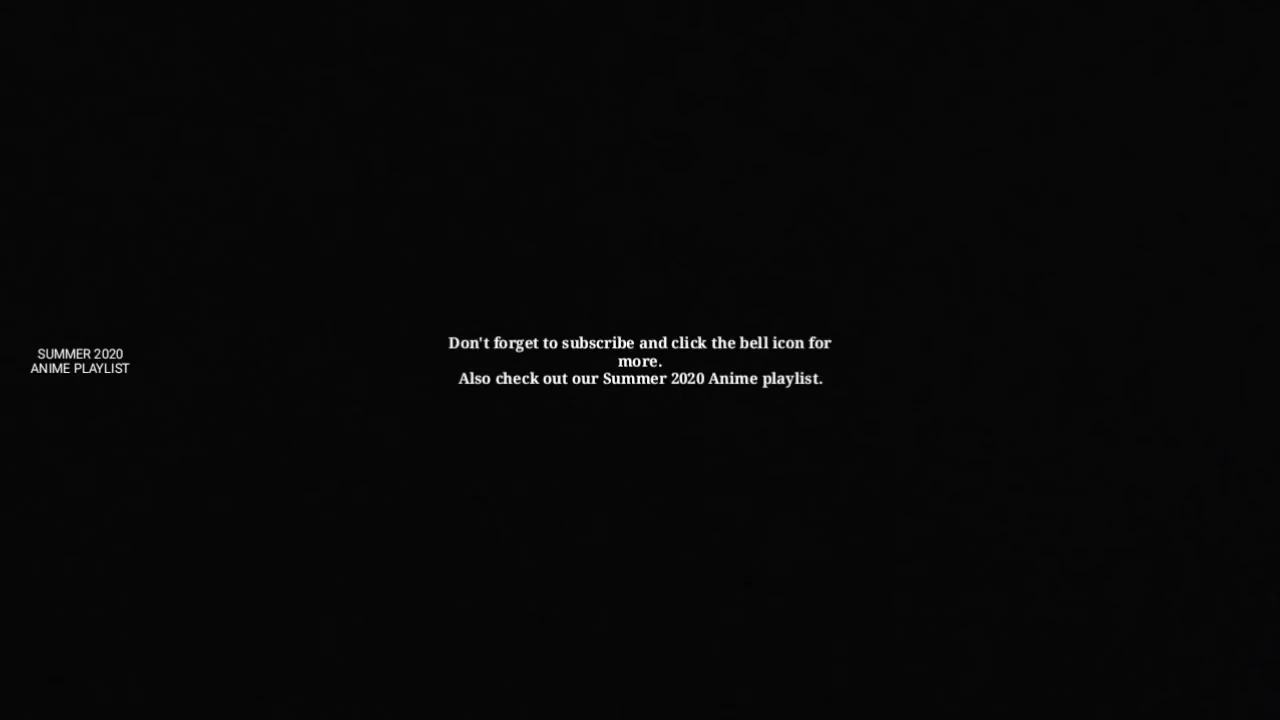 SUMMER 2020
ANIME PLAYLIST
Don't forget to subscribe and click the bell icon for
more.
Also check out our Summer 2020 Anime playlist.